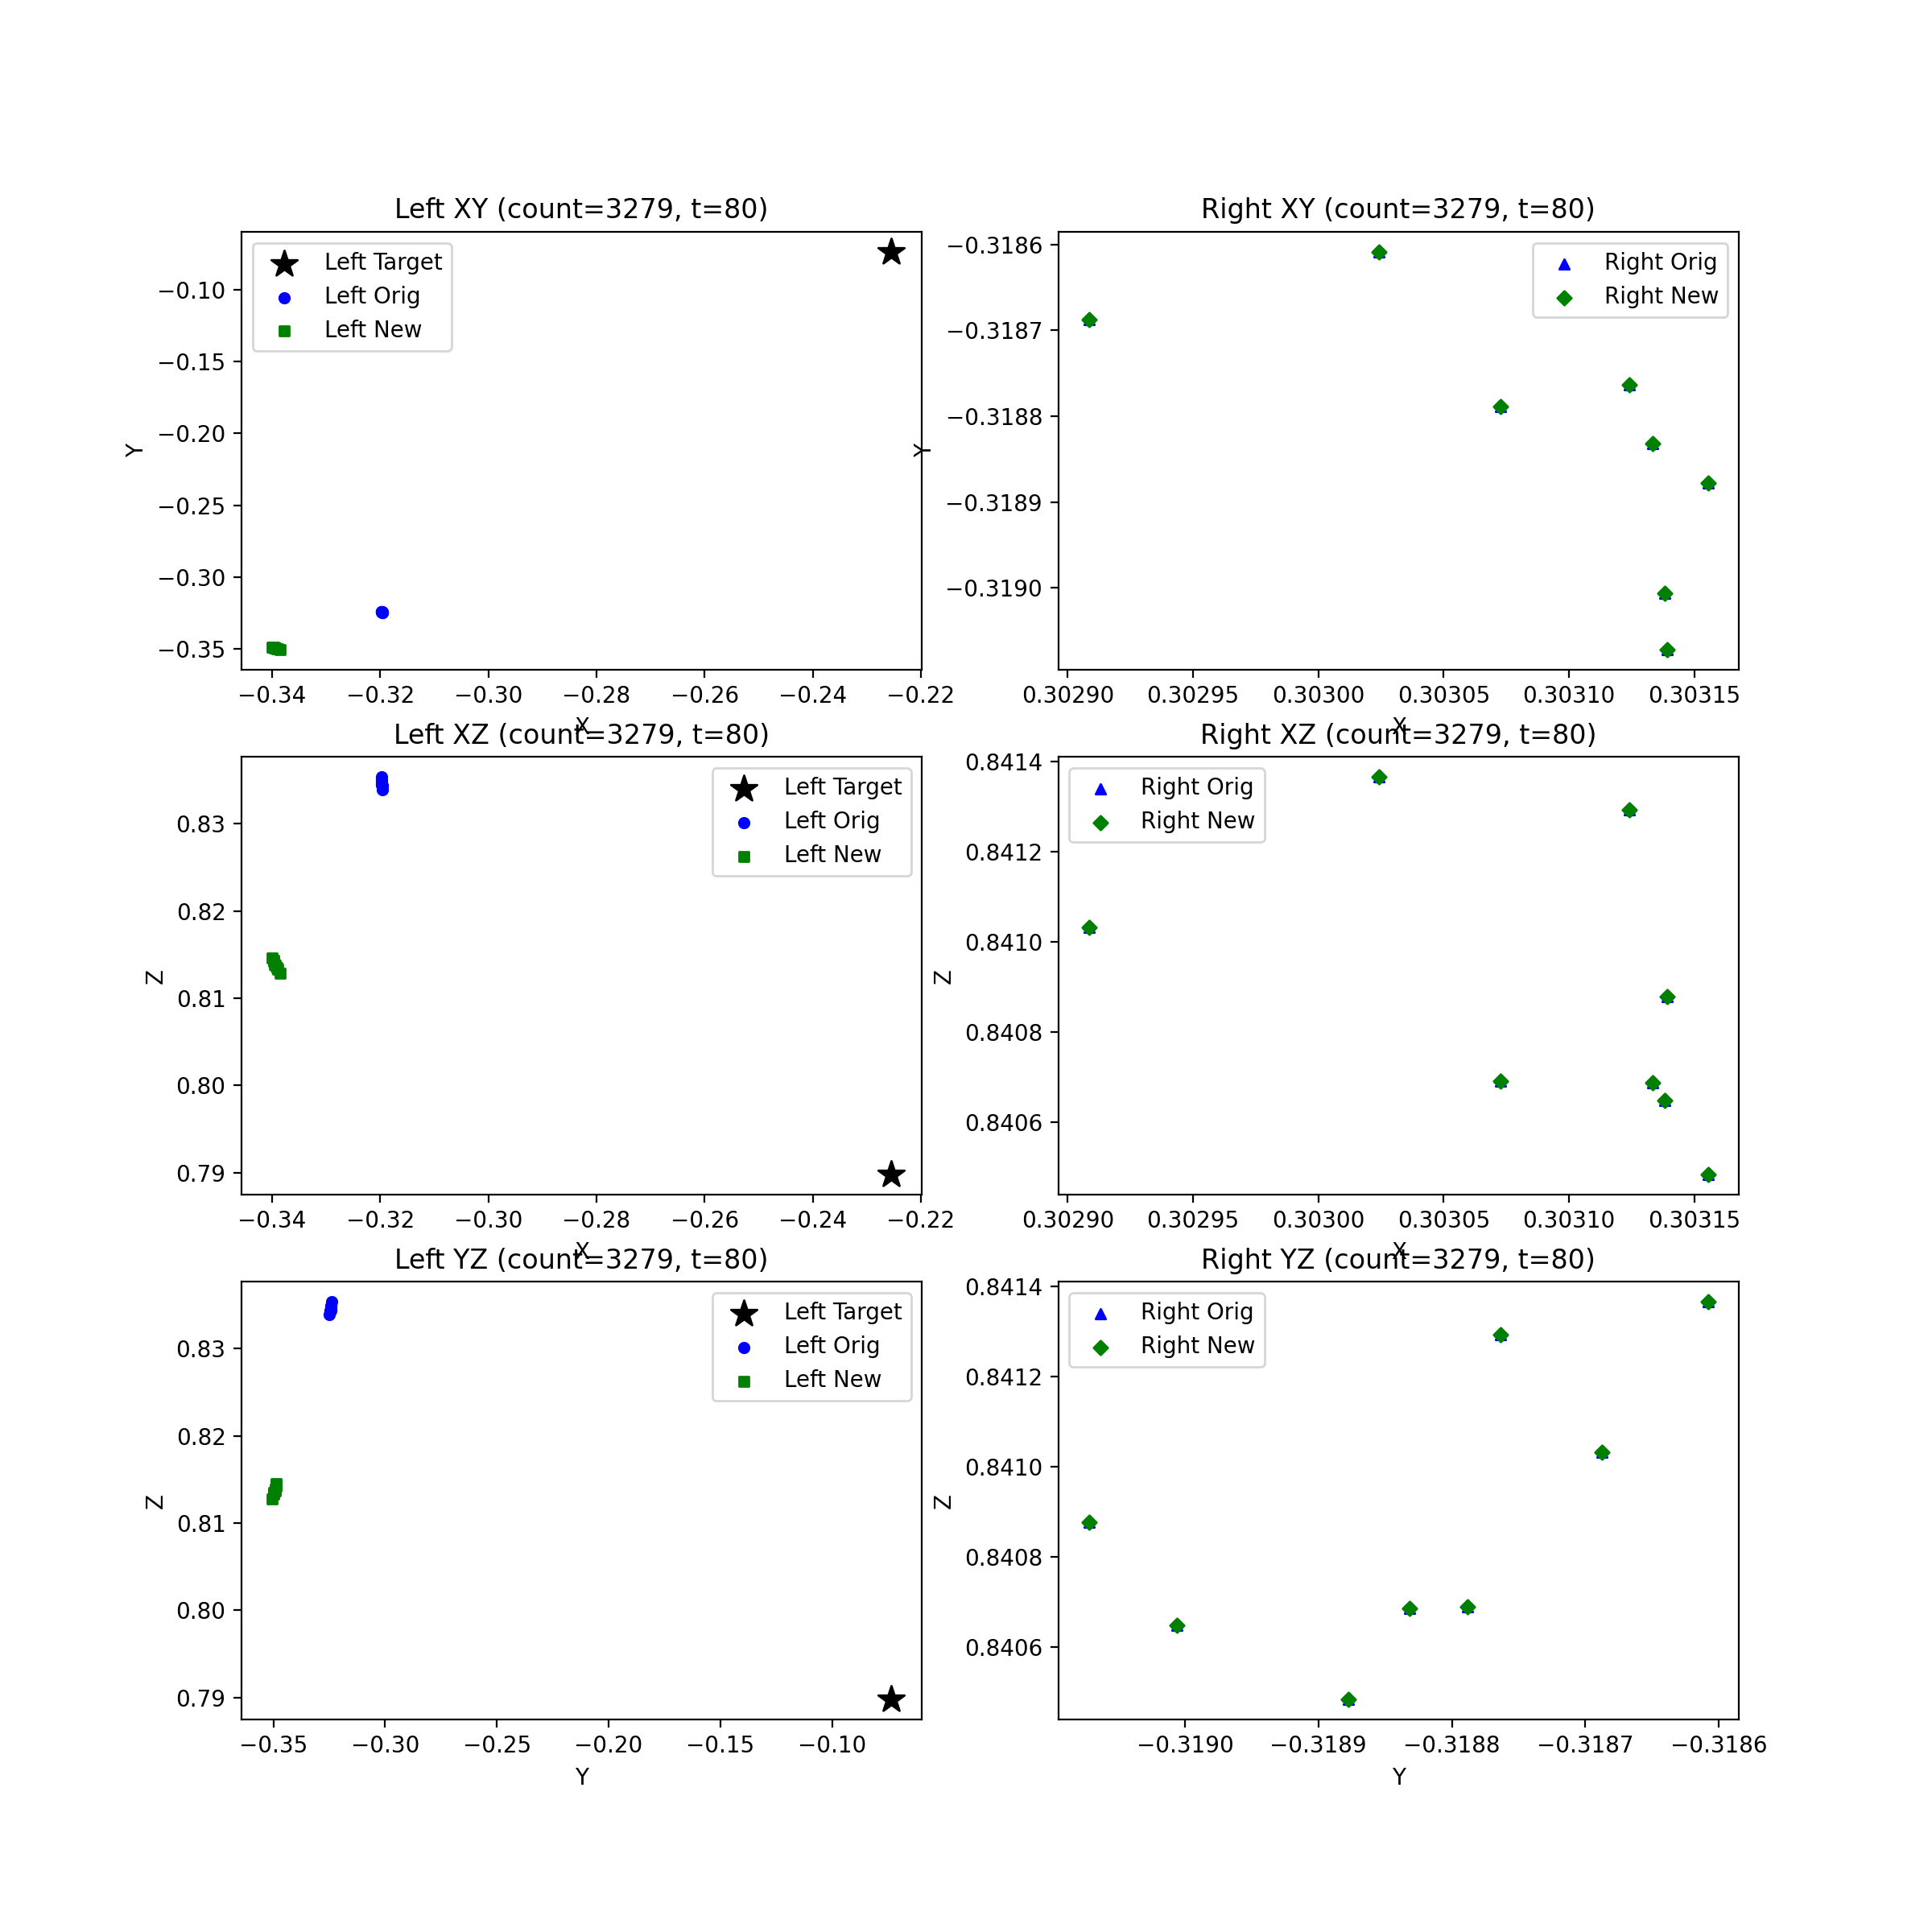 Left XY (count=3279, t=80)
Left Target
Left Orig
Left New
−0.10
−0.15
−0.20
−0.25
−0.30
−0.35
Y
−0.34 −0.32 −0.30 −0.28 −0.26 −0.24 −0.22
X
Right XY (count=3279, t=80)
Right Orig
Right New
−0.3186
−0.3187
−0.3188
−0.3189
−0.3190
Y
0.30290 0.30295 0.30300 0.30305 0.30310 0.30315
X
Left XZ (count=3279, t=80)
Left Target
Left Orig
Left New
0.83
0.82
0.81
0.80
0.79
Z
−0.34 −0.32 −0.30 −0.28 −0.26 −0.24 −0.22
X
Right XZ (count=3279, t=80)
Right Orig
Right New
0.8414
0.8412
0.8410
0.8408
0.8406
Z
0.30290 0.30295 0.30300 0.30305 0.30310 0.30315
X
Left YZ (count=3279, t=80)
Left Target
Left Orig
Left New
0.83
0.82
0.81
0.80
0.79
Z
−0.35 −0.30 −0.25 −0.20 −0.15 −0.10
Y
Right YZ (count=3279, t=80)
Right Orig
Right New
0.8414
0.8412
0.8410
0.8408
0.8406
Z
−0.3190 −0.3189 −0.3188 −0.3187 −0.3186
Y